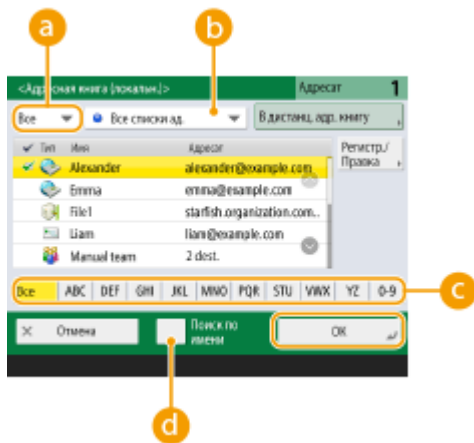 a
b
<Адресная книга (локальн.)> Адресат 1
Все Все списки ад. В дистанц. адр. книгу
Тип Имя Адресат Регистр./
Правка
Alexander alexander@example.com
Emma emma@example.com
File1 starfish.organization.com..
Liam liam@example.com
Manual team 2 dest.
Все ABC DEF GHI JKL MNO PQR STU VWX YZ 0-9
c
Отмена Поиск по
имени OK
d